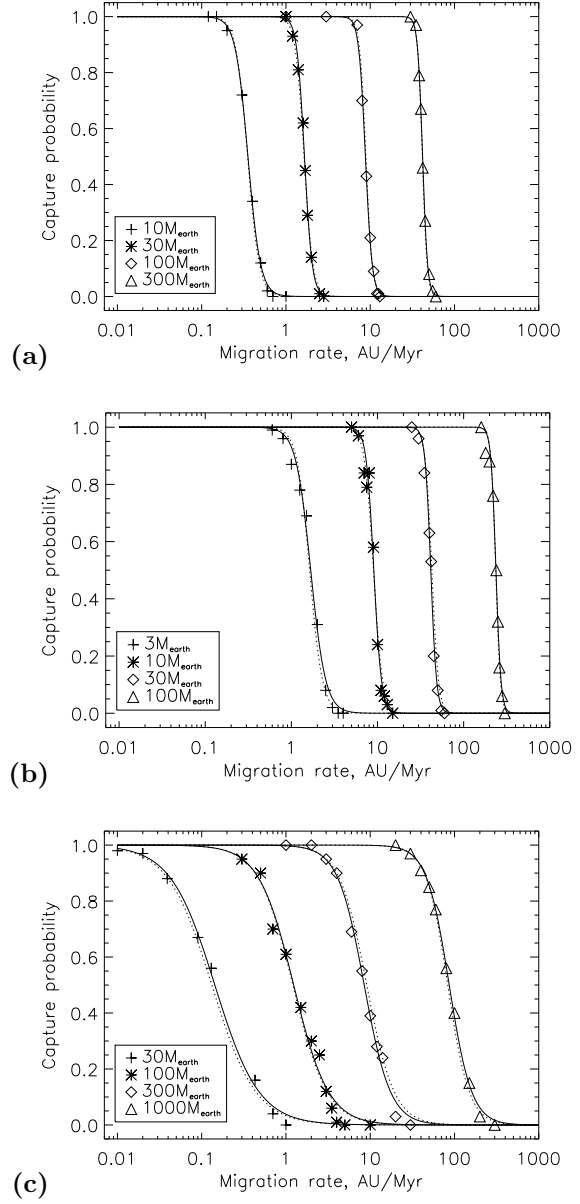 1.0
0.8
0.6
0.4
0.2
0.0
Capture probability
10M_earth
30M_earth
100M_earth
300M_earth
0.01 0.1 1 10 100 1000
Migration rate, AU/Myr
(a)
1.0
0.8
0.6
0.4
0.2
0.0
Capture probability
3M_earth
10M_earth
30M_earth
100M_earth
0.01 0.1 1 10 100 1000
Migration rate, AU/Myr
(b)
1.0
0.8
0.6
0.4
0.2
0.0
Capture probability
30M_earth
100M_earth
300M_earth
1000M_earth
0.01 0.1 1 10 100 1000
Migration rate, AU/Myr
(c)